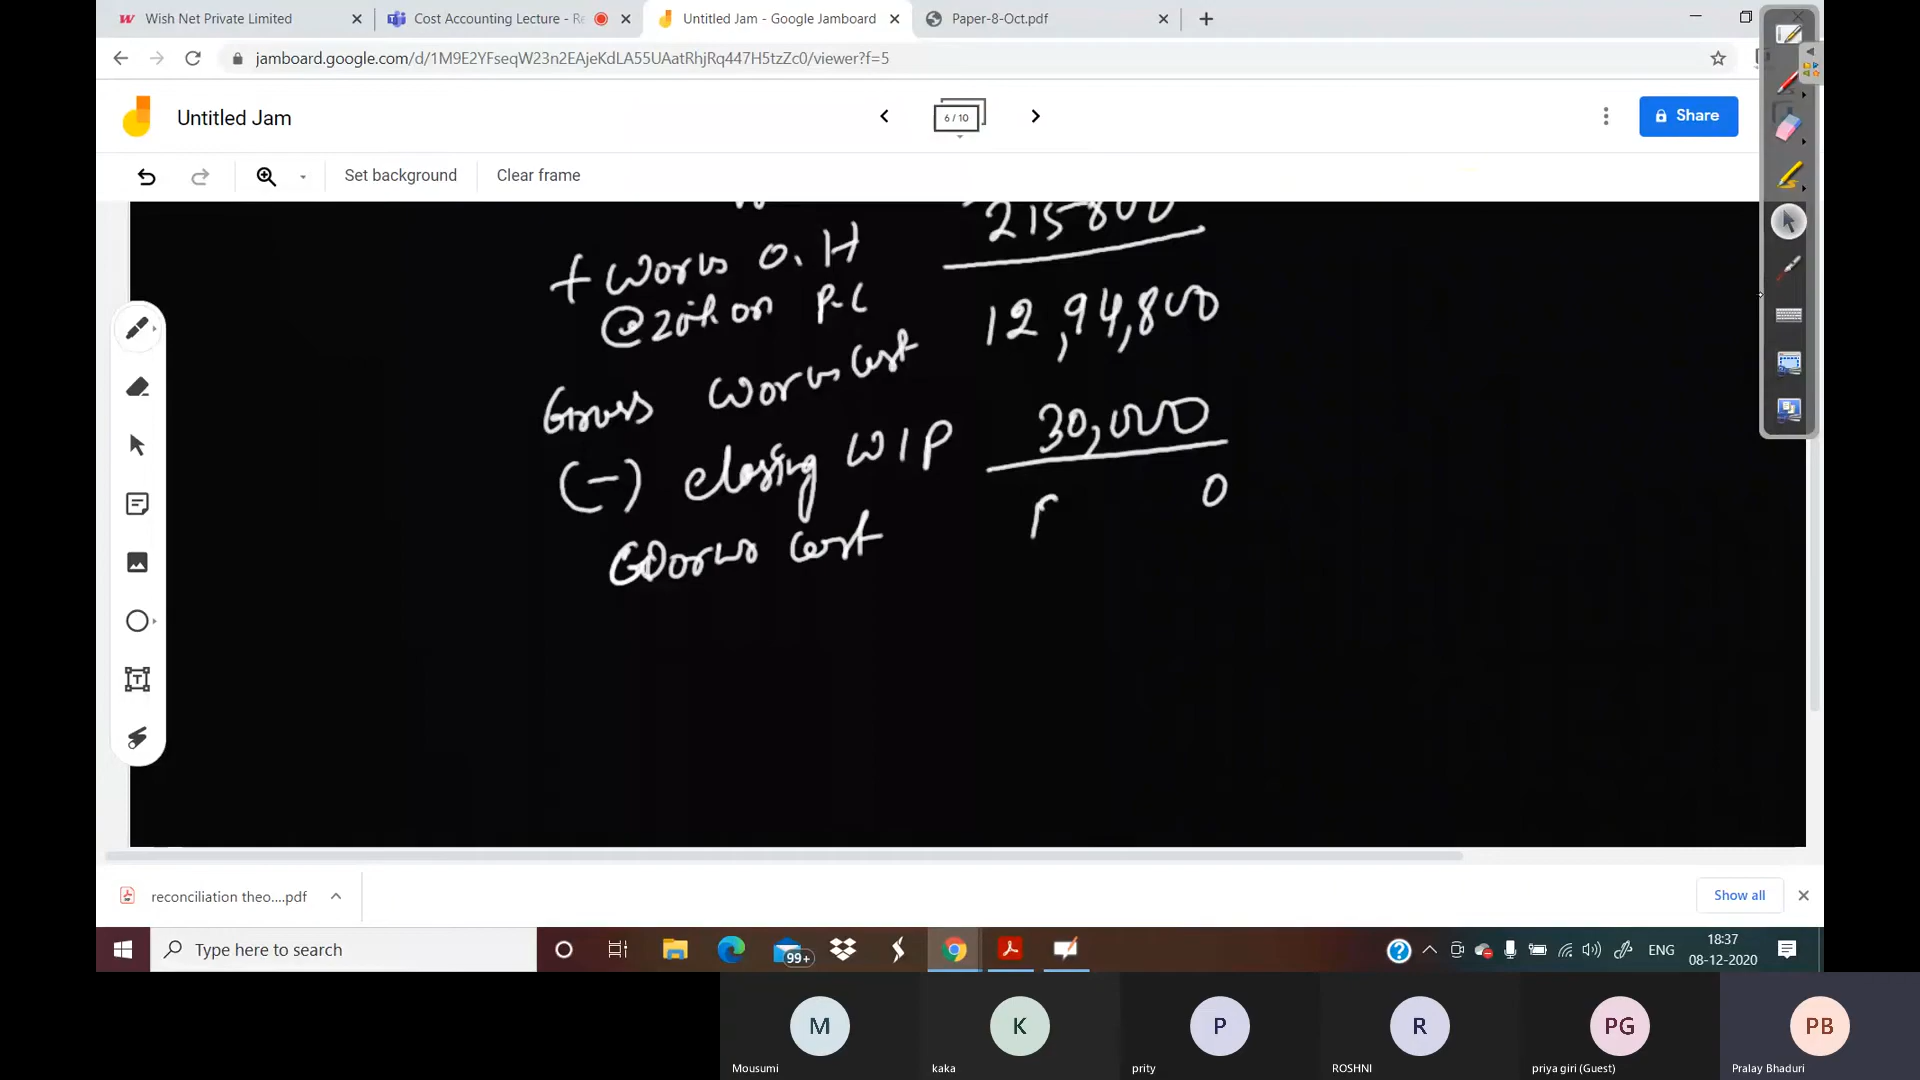 Wish Net Private Limited
Cost Accounting Lecture - Re
Untitled Jam - Google Jamboard
Paper-8-Oct.pdf
jamboard.google.com/d/1M9E2YFseqW23n2EAjeKdLA55UAatRhjRq447H5tzZc0/viewer?f=5
Untitled Jam
6 / 10
Share
Set background
Clear frame
215800
+ Works O.H
@20% on P.C
12,94,800
Gross Works Cost
(-) closing WIP 30,000
Works cost
0
reconciliation theo....pdf
Show all
Type here to search
99+
ENG
18:37
08-12-2020
M
K
P
R
PG
PB
Mousumi
kaka
prity
ROSHNI
priya giri (Guest)
Pralay Bhaduri